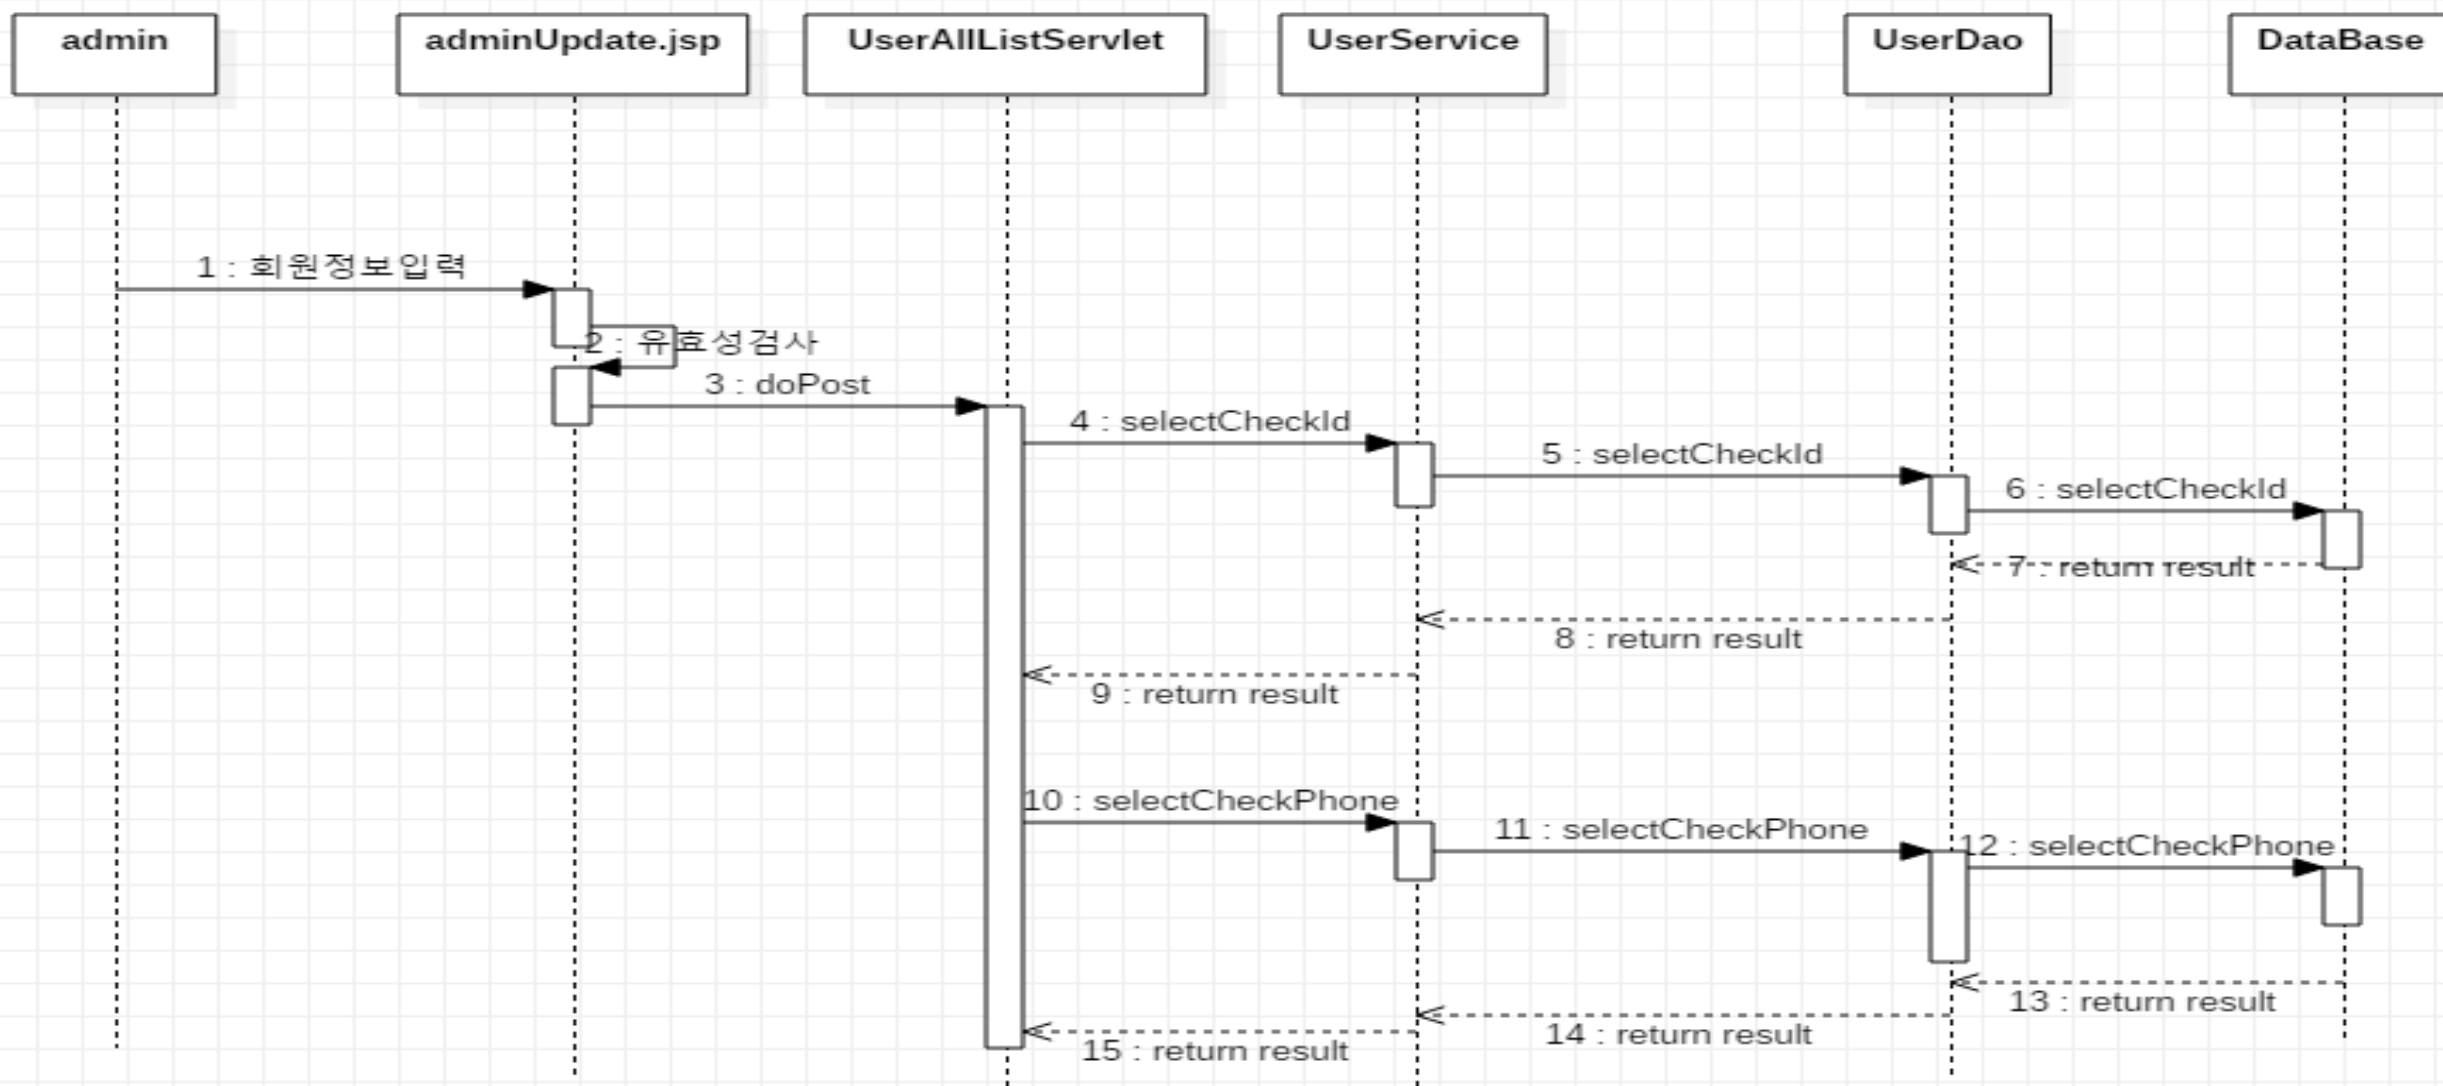 admin
adminUpdate.jsp
UserAllListServlet
UserService
UserDao
DataBase
1 : 회원정보입력
2 : 유효성검사
3 : doPost
4 : selectCheckId
5 : selectCheckId
6 : selectCheckId
7 : return result
8 : return result
9 : return result
10 : selectCheckPhone
11 : selectCheckPhone
12 : selectCheckPhone
13 : return result
14 : return result
15 : return result